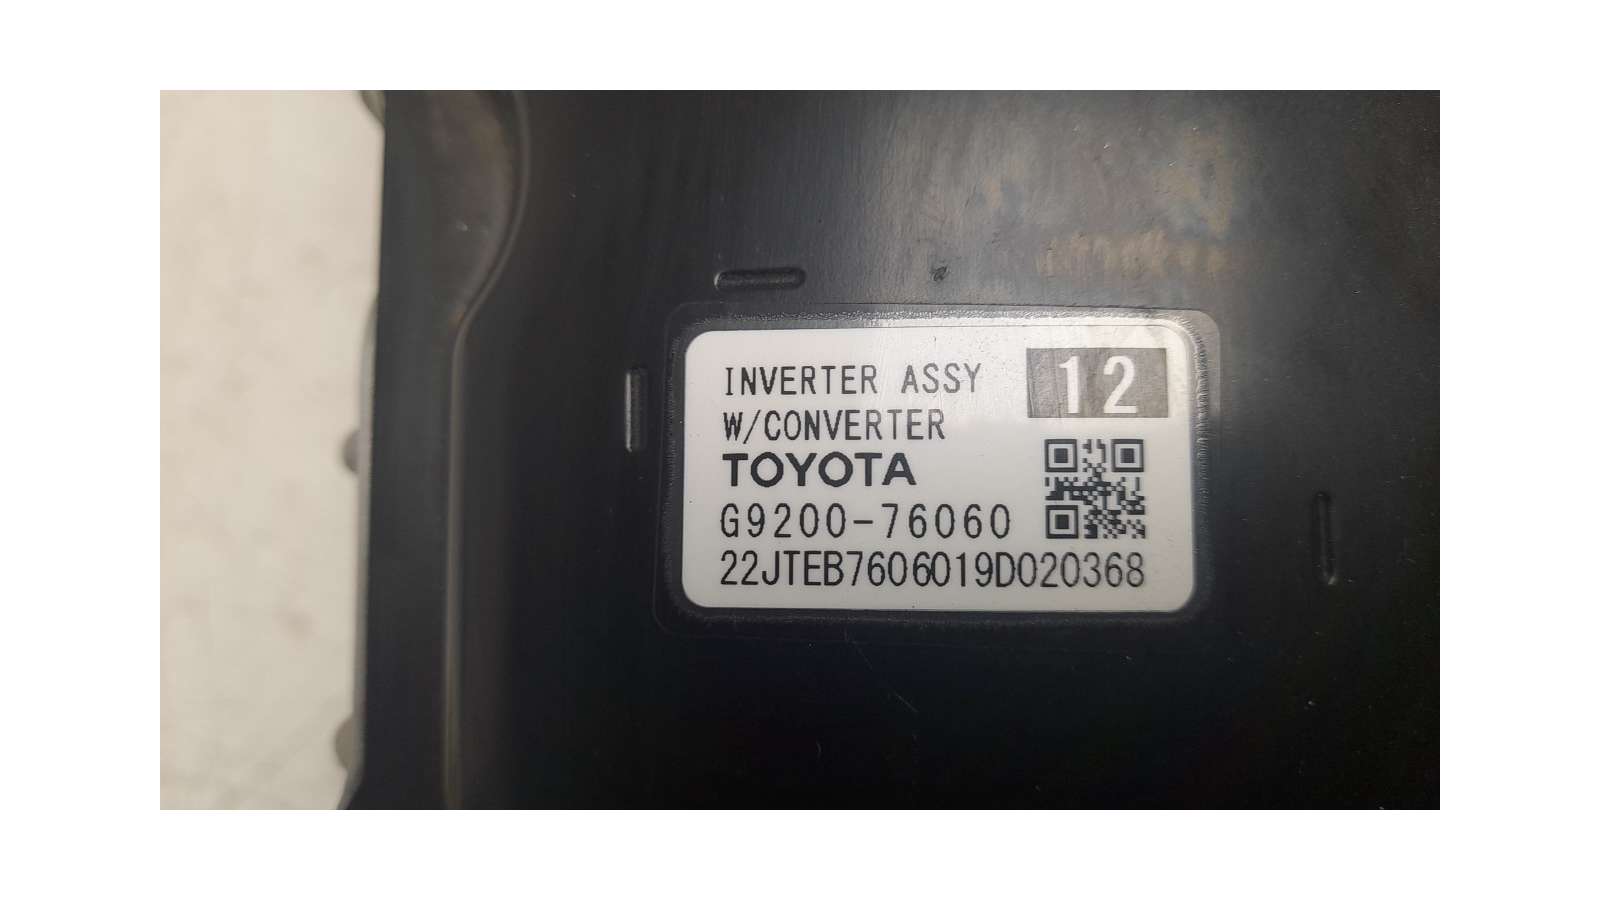 INVERTER ASSY 12
W/CONVERTER
TOYOTA
G9200-76060
22JTEB7606019D020368